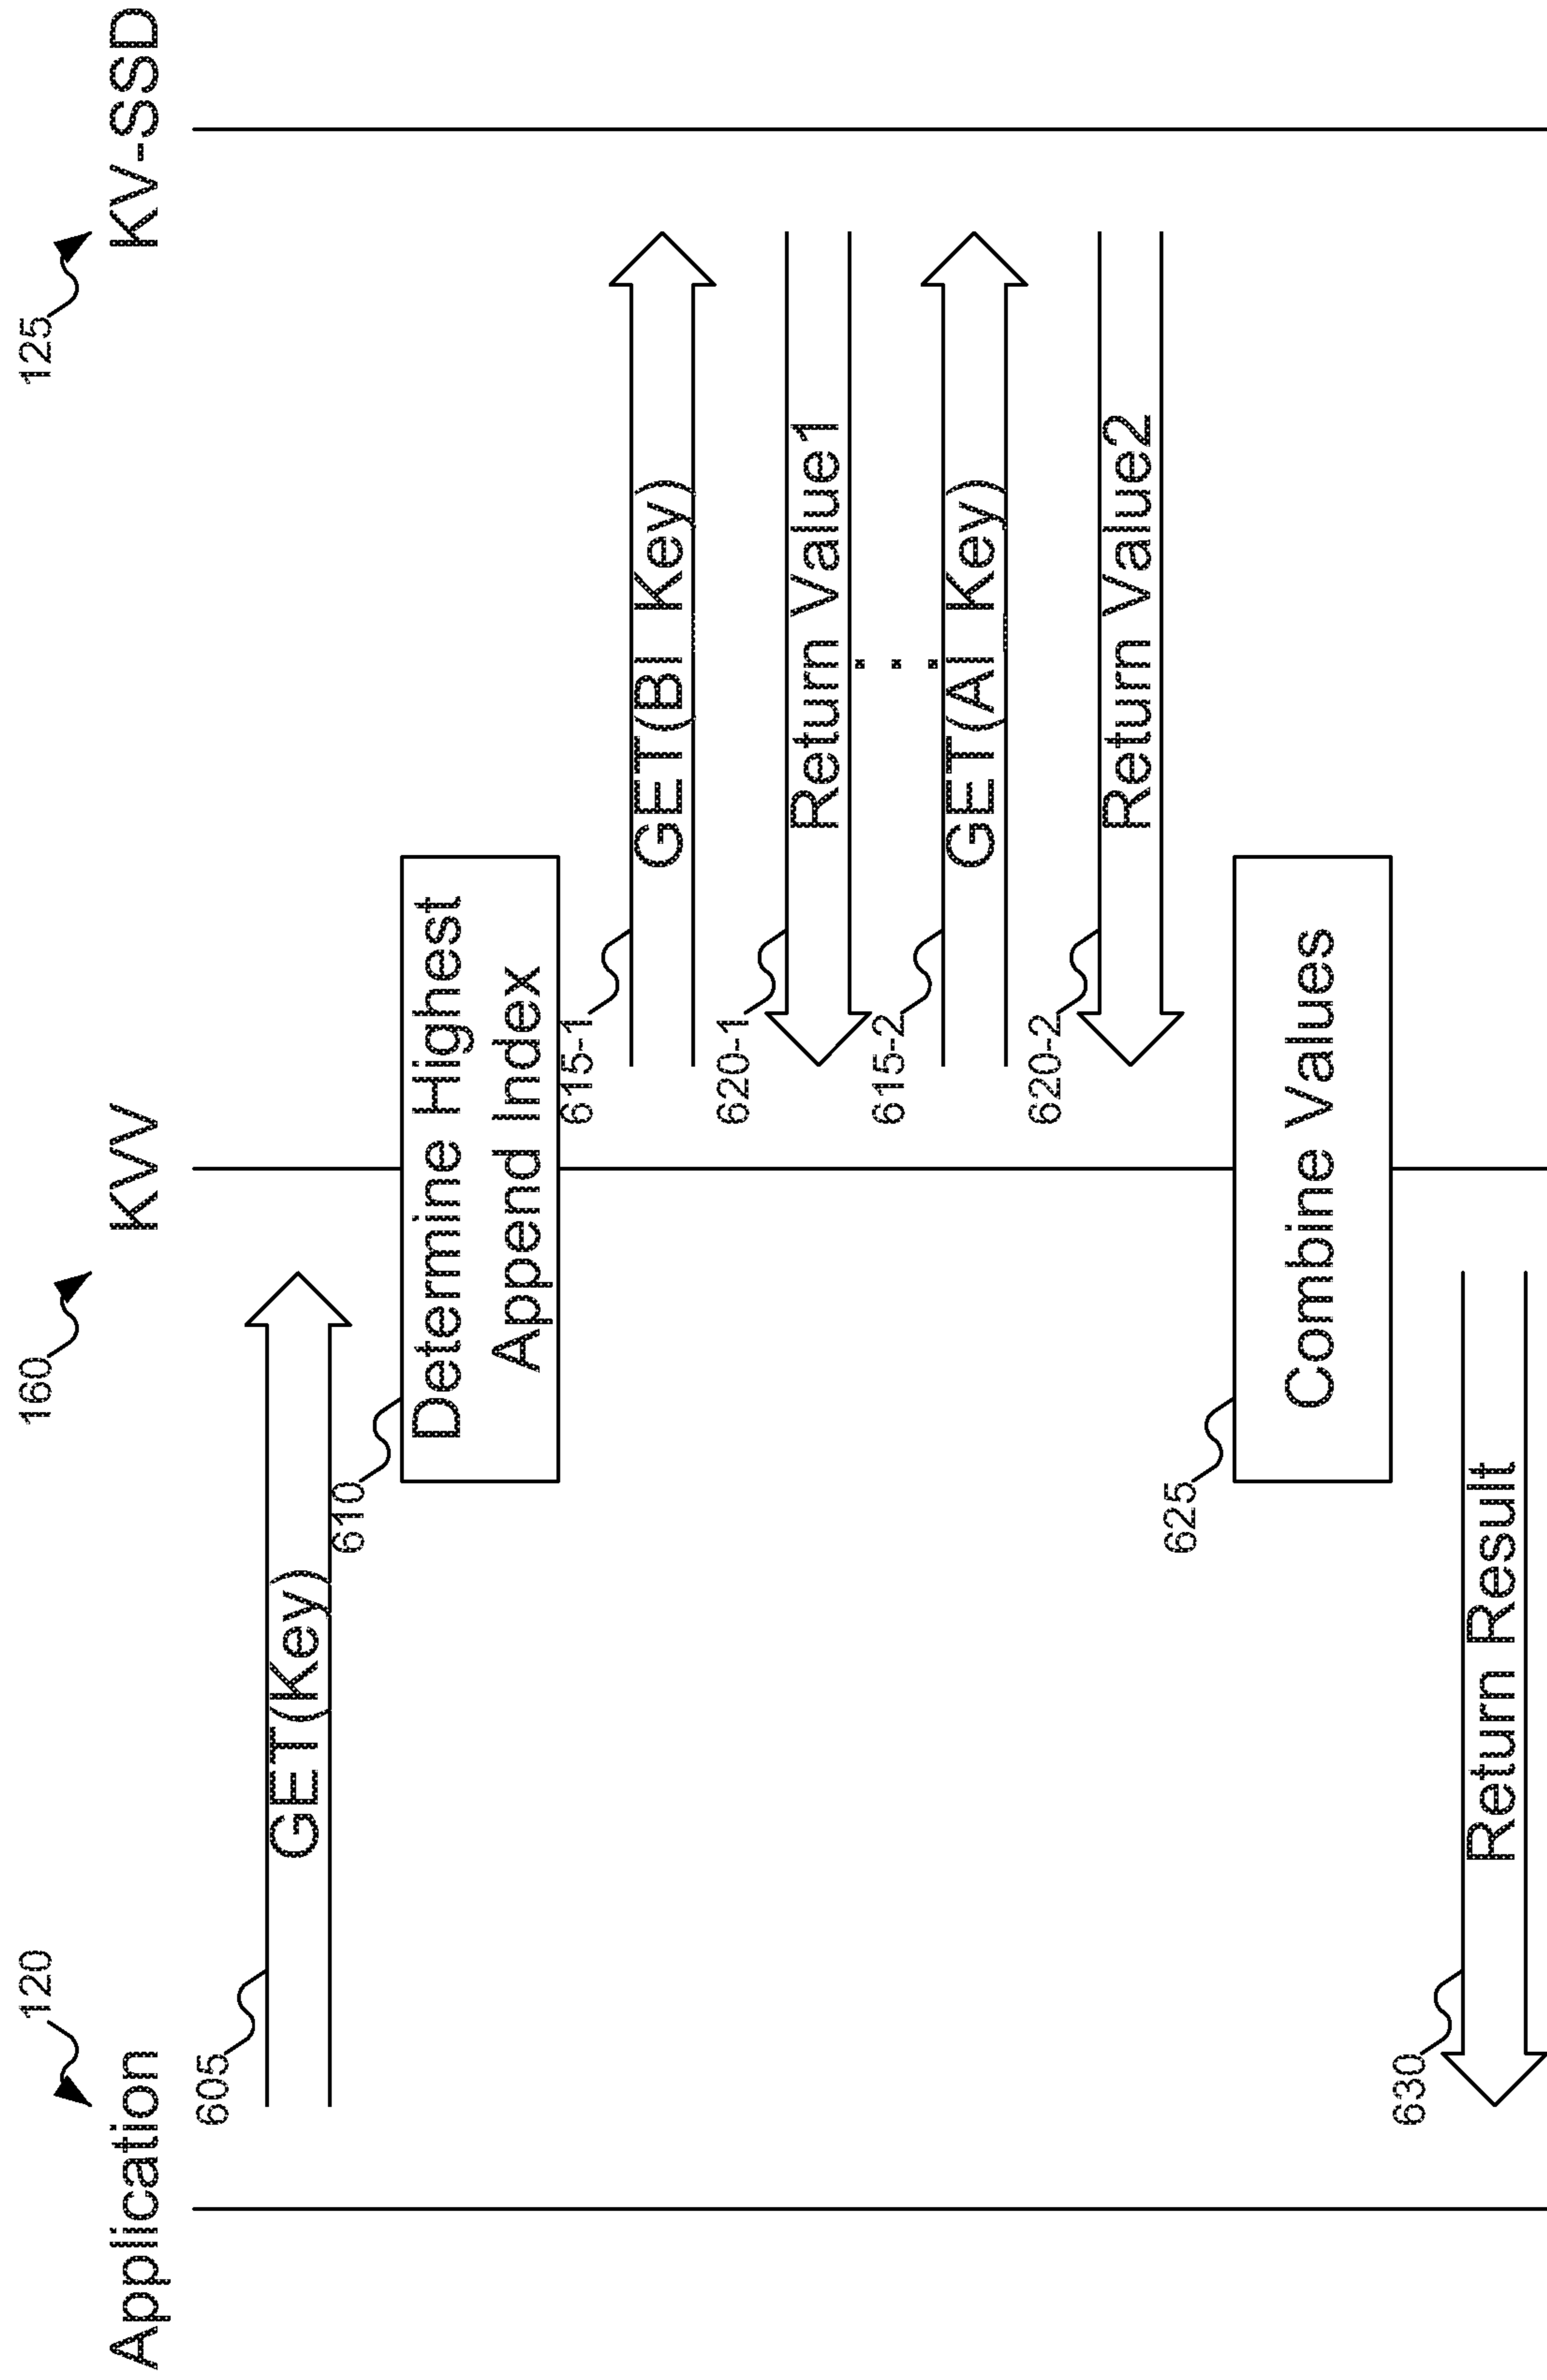 120
160
125
Application
KVV
KV-SSD
605
GET(Key)
610
Determine Highest
Append Index
615-1
GET(BI_Key)
620-1
Return Value1
. . .
615-2
GET(AI_Key)
620-2
Return Value2
625
Combine Values
630
Return Result